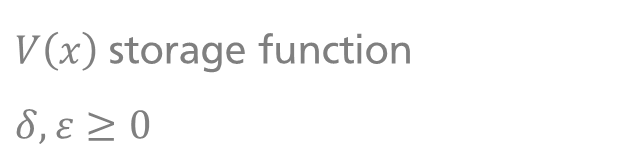 V(x) storage function
δ, ε ≥ 0